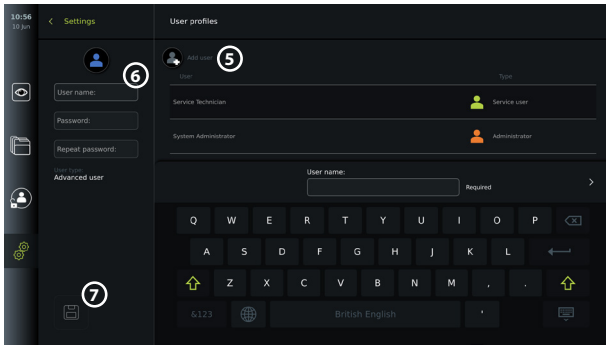 10:56
10 Jun
Settings
User profiles
5
Add user
6
User
Type
User name:
Service Technician
Service user
Password:
System Administrator
Administrator
Repeat password:
User type:
Advanced user
User name:
Required
Q W E R T Y U I O P
A S D F G H J K L
Z X C V B N M , .
7
&123
British English
'